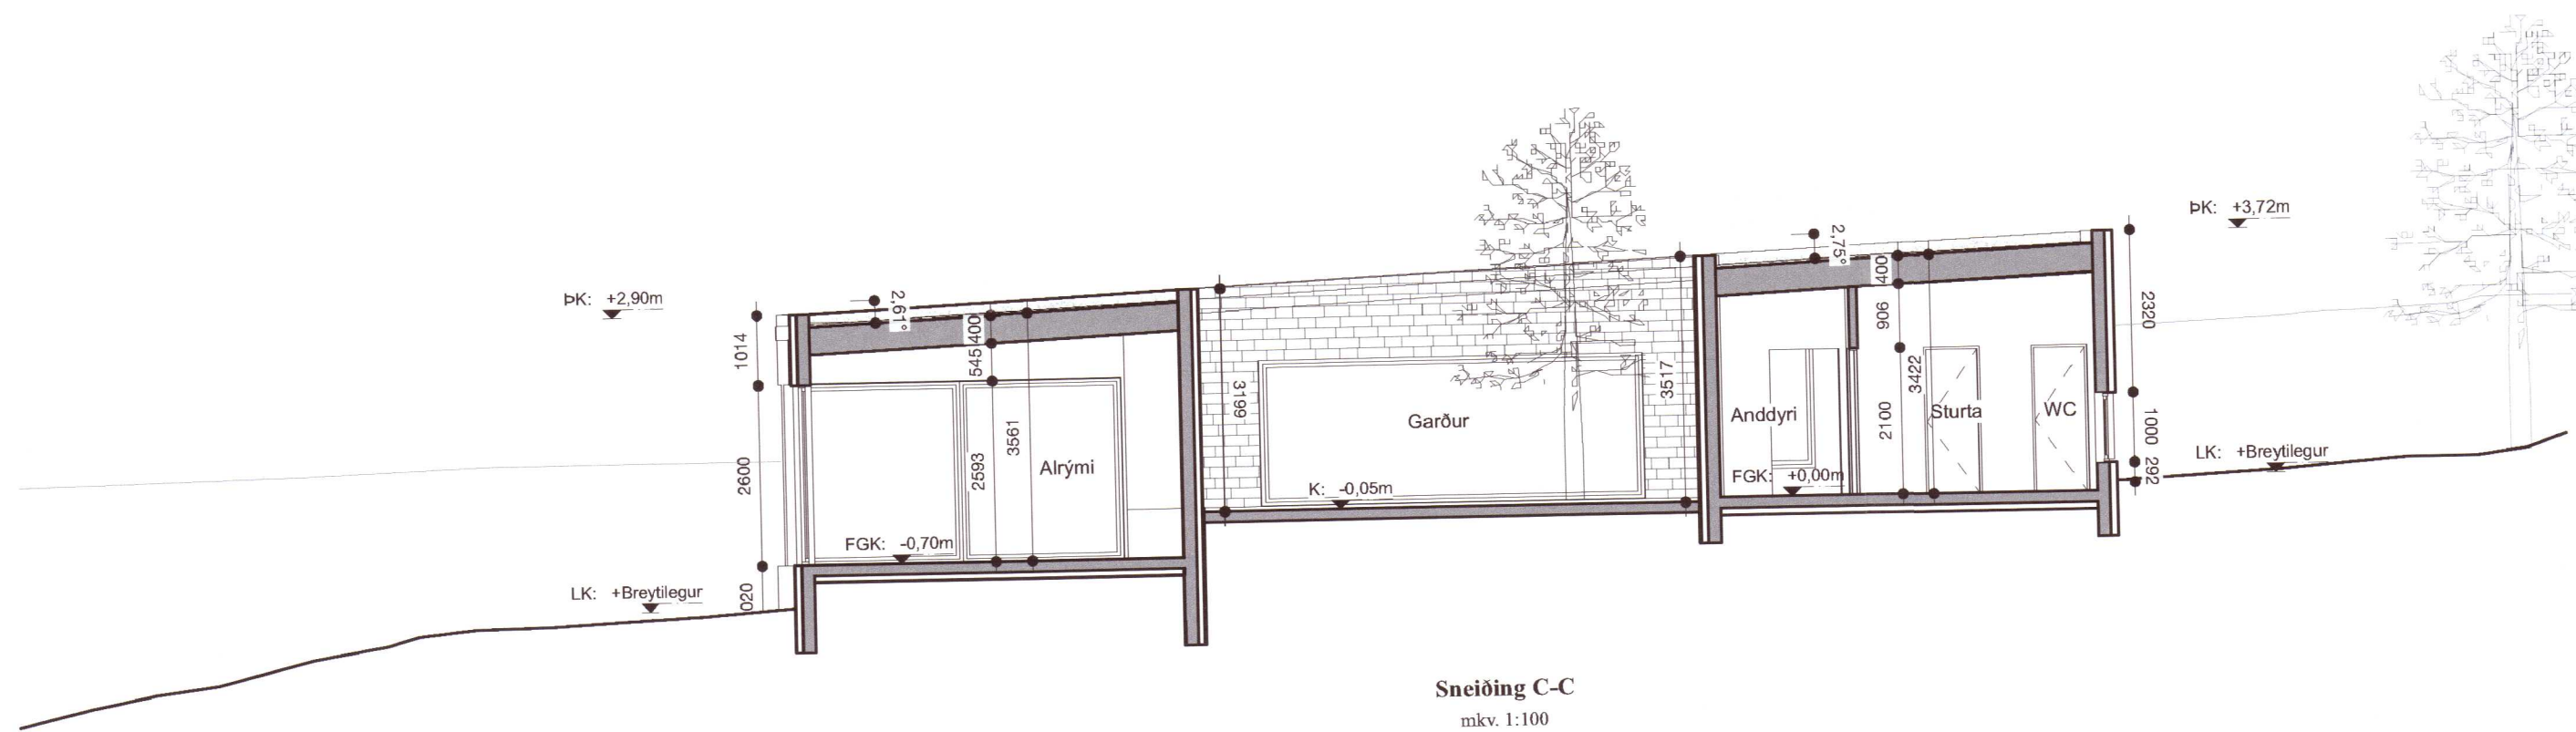 ÞK: +3,72m
ÞK: +2,90m
2,61°
2,75°
400
906
2320
1014
545
400
3199
3517
3422
2100
1000
292
2600
2593
3561
Alrými
Garður
Anddyri
Sturta
WC
FGK: +0,00m
K: -0,05m
LK: +Breytilegur
FGK: -0,70m
LK: +Breytilegur
020
Sneiðing C-C
mkv. 1:100